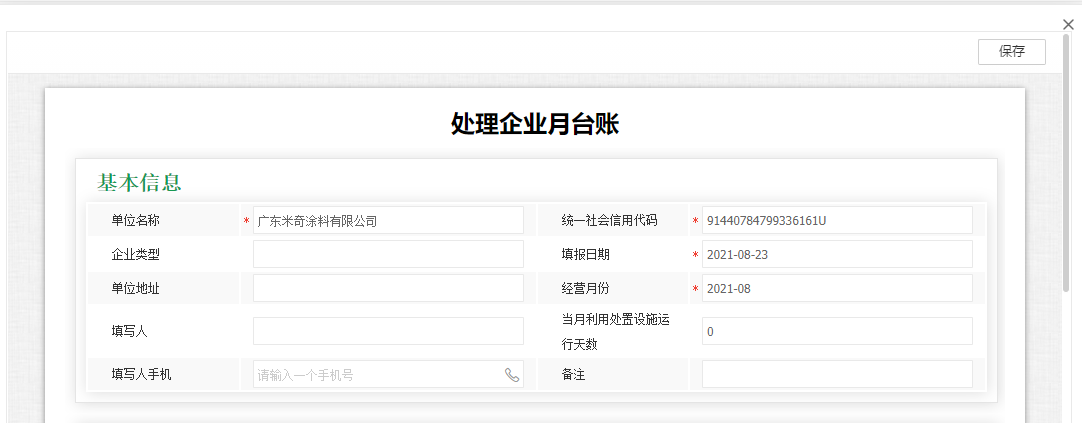 保存
处理企业月台账
基本信息
单位名称 * 广东米奇涂料有限公司 统一社会信用代码 * 91440784799336161U
企业类型 填报日期 * 2021-08-23
单位地址 经营月份 * 2021-08
填写人 当月利用处置设施运
行天数 0
填写人手机 请输入一个手机号 备注